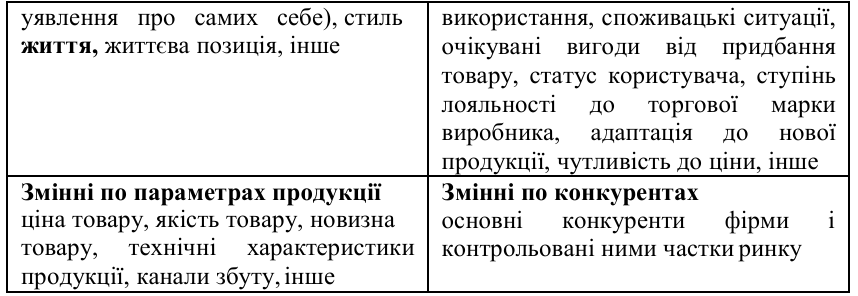 уявлення про самих себе), стиль
життя, життєва позиція, інше
використання, споживацькі ситуації,
очікувані вигоди від придбання
товару, статус користувача, ступінь
лояльності до торгової марки
виробника, адаптація до нової
продукції, чутливість до ціни, інше
Змінні по параметрах продукції
ціна товару, якість товару, новизна
товару, технічні характеристики
продукції, канали збуту, інше
Змінні по конкурентах
основні конкуренти фірми і
контрольовані ними частки ринку